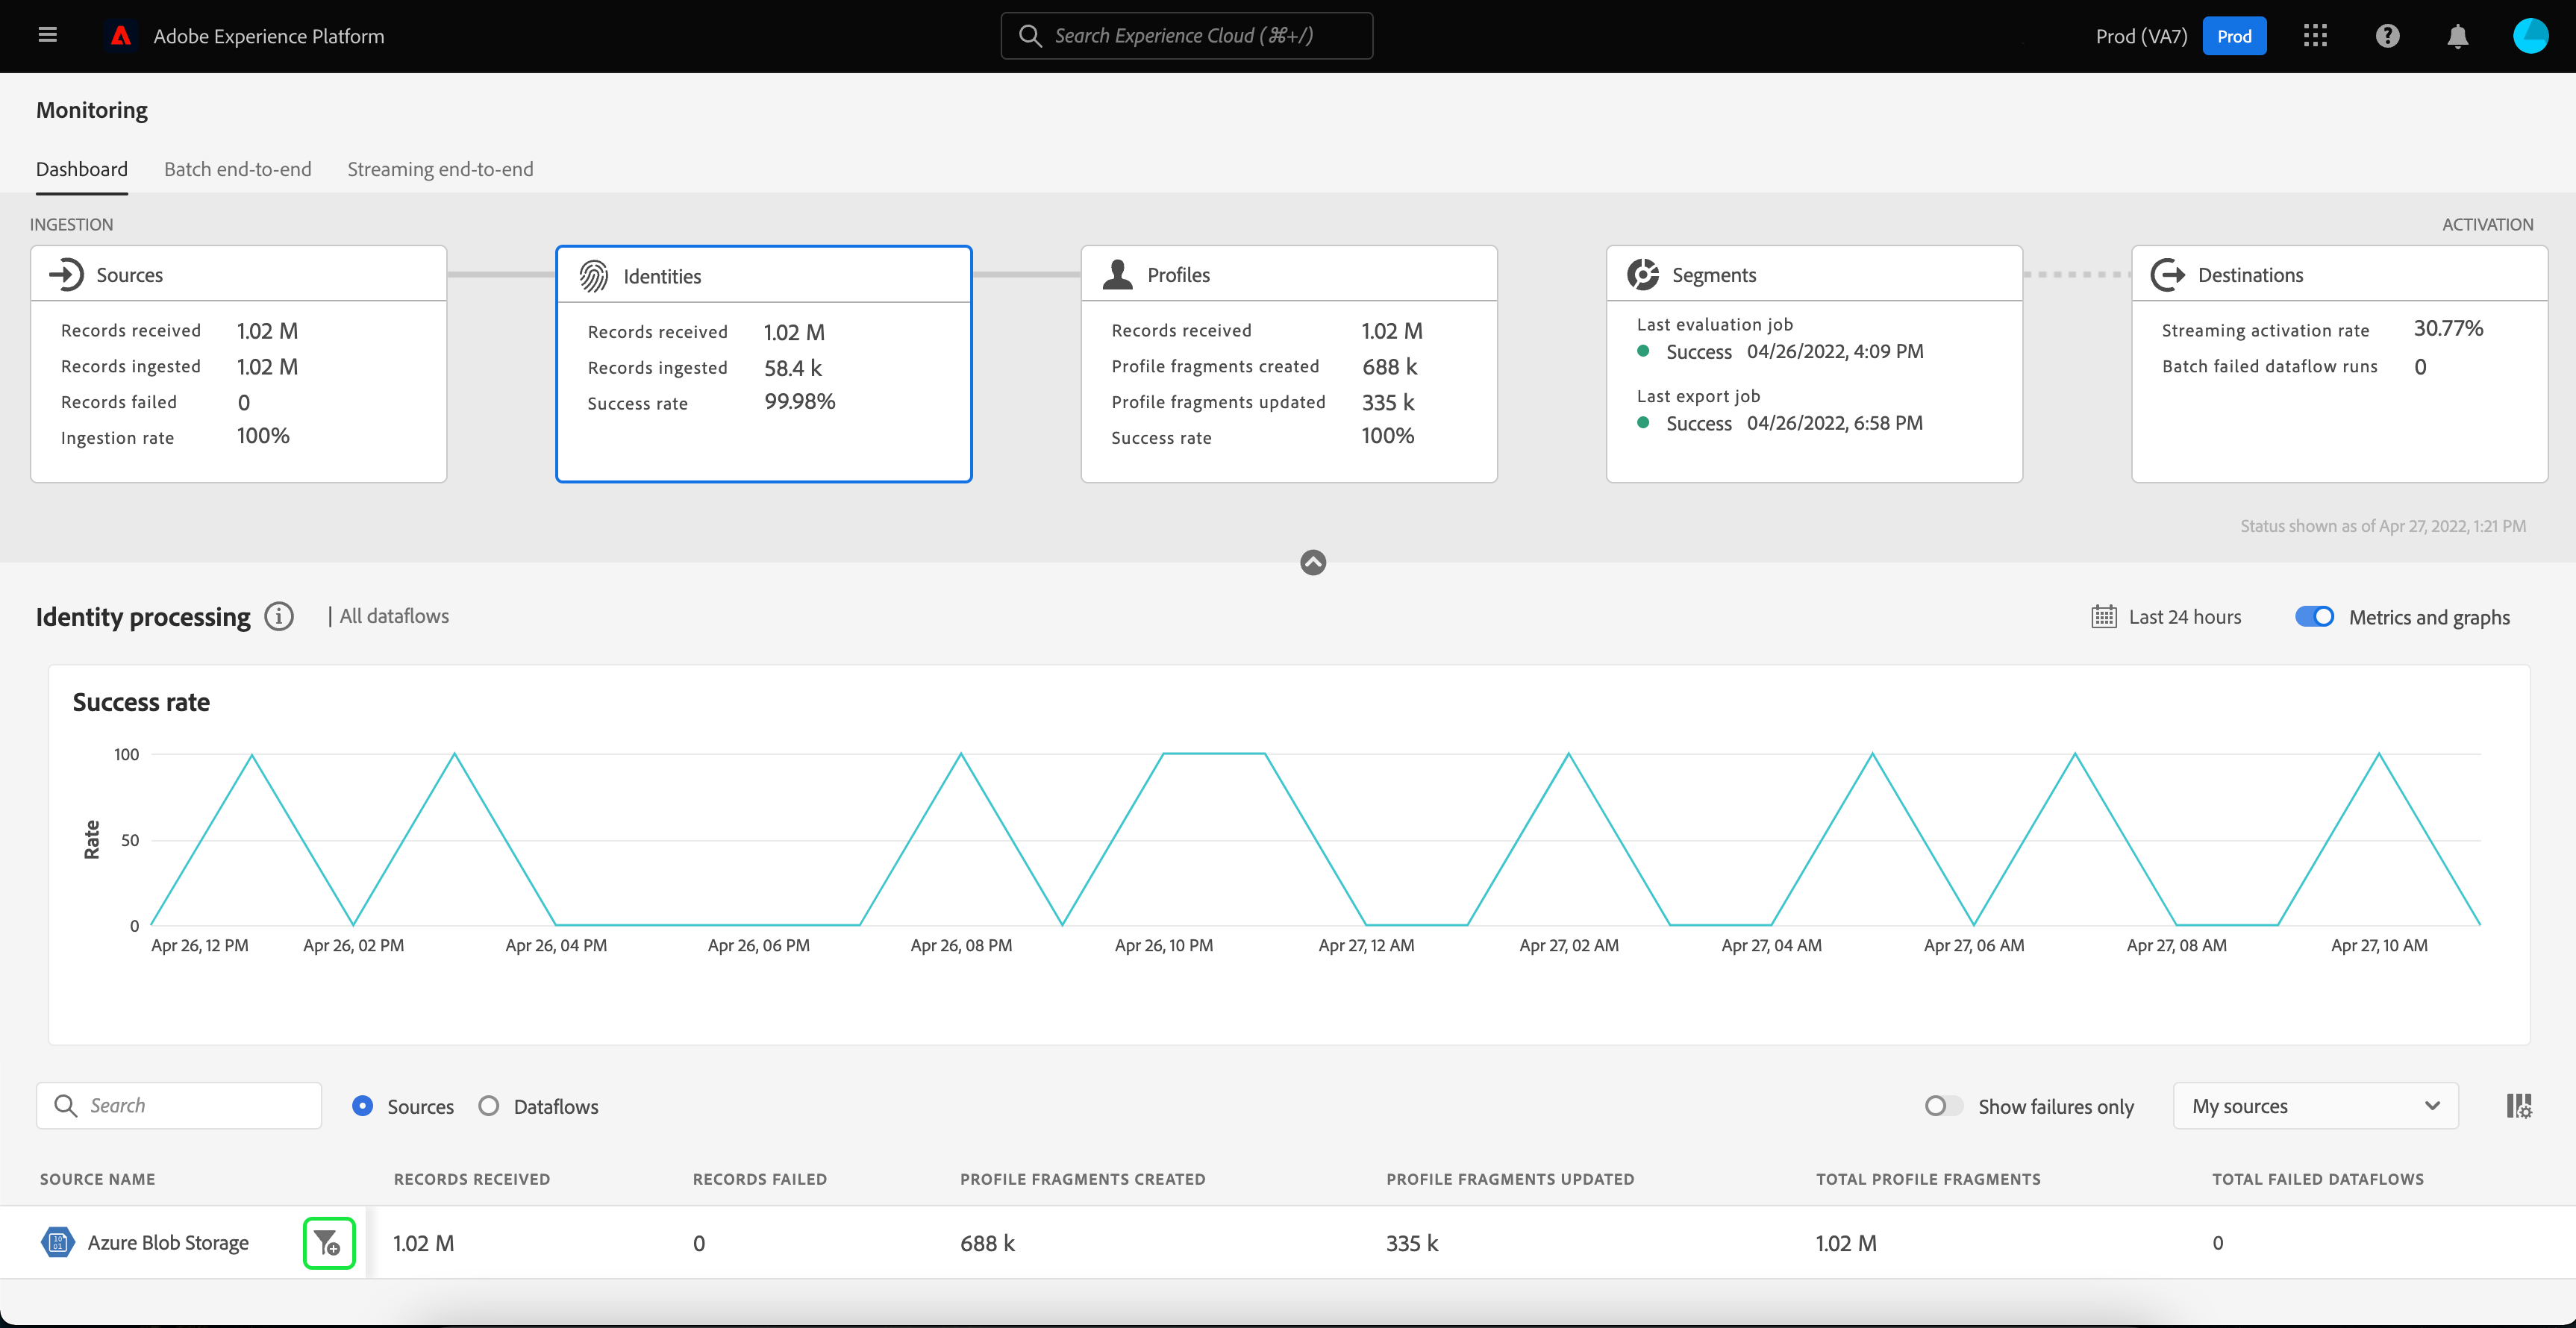 Adobe Experience Platform
Search Experience Cloud (⌘+/)
Prod (VA7)
Prod
Monitoring
Dashboard
Batch end-to-end
Streaming end-to-end
INGESTION
ACTIVATION
Sources
Records received 1.02 M
Records ingested 1.02 M
Records failed 0
Ingestion rate 100%
Identities
Records received 1.02 M
Records ingested 58.4 k
Success rate 99.98%
Profiles
Records received 1.02 M
Profile fragments created 688 k
Profile fragments updated 335 k
Success rate 100%
Segments
Last evaluation job
Success 04/26/2022, 4:09 PM
Last export job
Success 04/26/2022, 6:58 PM
Destinations
Streaming activation rate 30.77%
Batch failed dataflow runs 0
Status shown as of Apr 27, 2022, 1:21 PM
Identity processing | All dataflows
Last 24 hours
Metrics and graphs
Success rate
Rate
100
50
0
Apr 26, 12 PM Apr 26, 02 PM Apr 26, 04 PM Apr 26, 06 PM Apr 26, 08 PM Apr 26, 10 PM Apr 27, 12 AM Apr 27, 02 AM Apr 27, 04 AM Apr 27, 06 AM Apr 27, 08 AM Apr 27, 10 AM
Search
Sources
Dataflows
Show failures only
My sources
SOURCE NAME RECORDS RECEIVED RECORDS FAILED PROFILE FRAGMENTS CREATED PROFILE FRAGMENTS UPDATED TOTAL PROFILE FRAGMENTS TOTAL FAILED DATAFLOWS
Azure Blob Storage 1.02 M 0 688 k 335 k 1.02 M 0